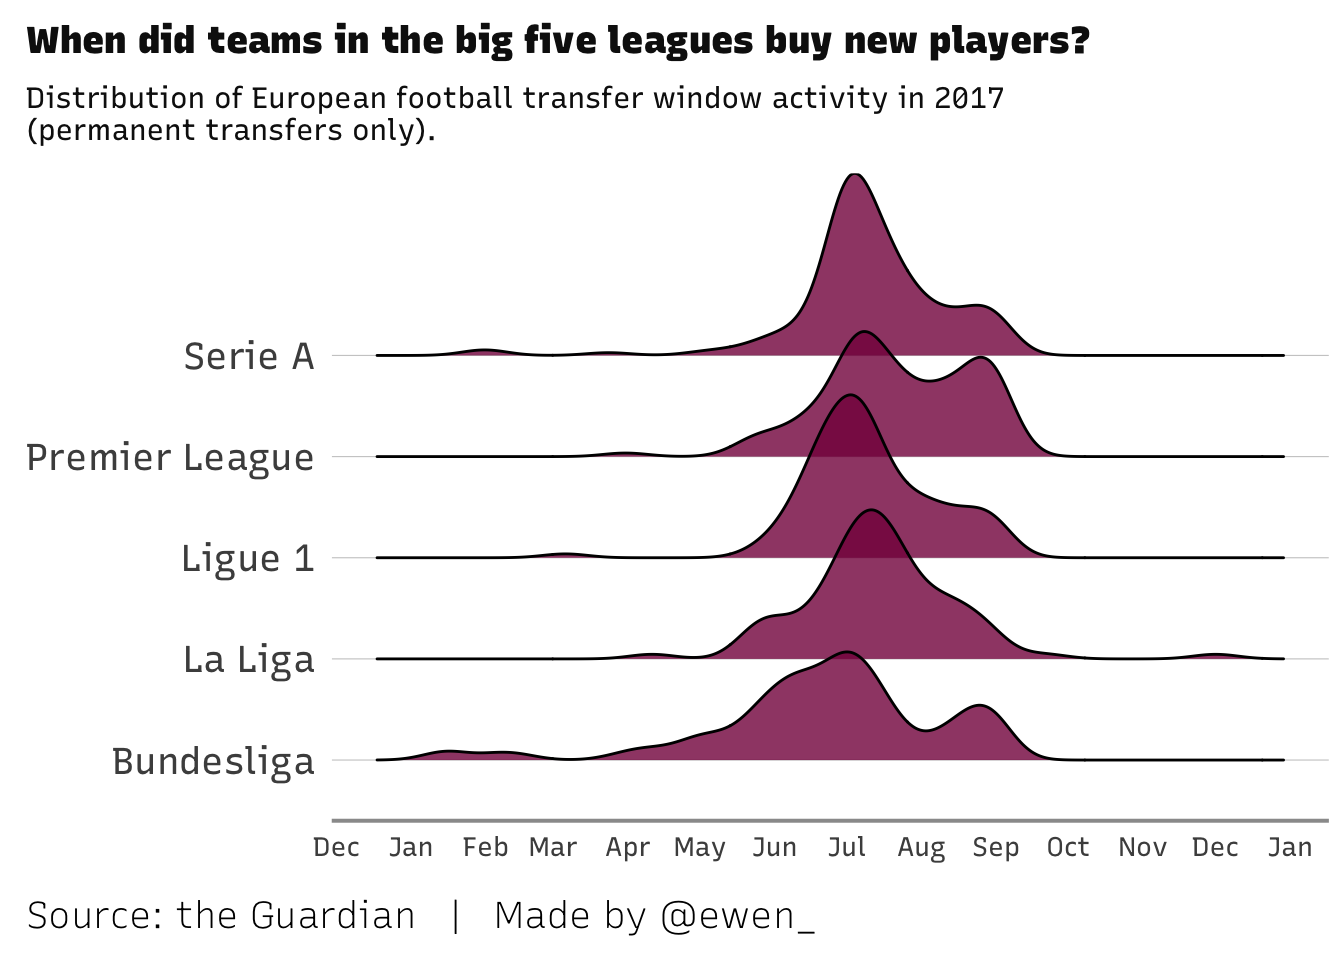 When did teams in the big five leagues buy new players?
Distribution of European football transfer window activity in 2017
(permanent transfers only).
Serie A
Premier League
Ligue 1
La Liga
Bundesliga
Dec Jan Feb Mar Apr May Jun Jul Aug Sep Oct Nov Dec Jan
Source: the Guardian | Made by @ewen_